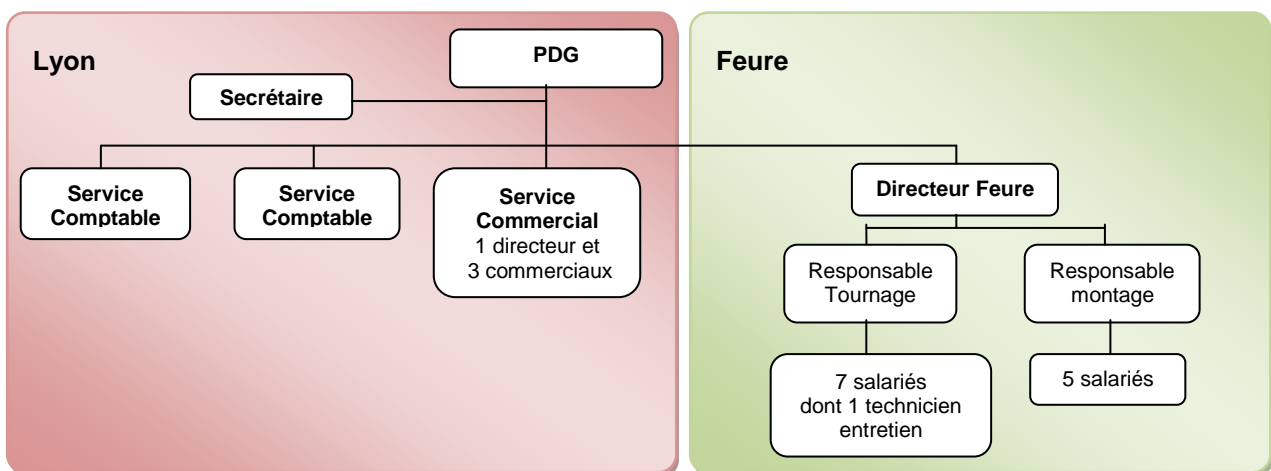 Lyon
PDG
Secrétaire
Service
Comptable
Service
Comptable
Service
Commercial
1 directeur et
3 commerciaux
Feure
Directeur Feure
Responsable
Tournage
Responsable
montage
7 salariés
dont 1 technicien
entretien
5 salariés